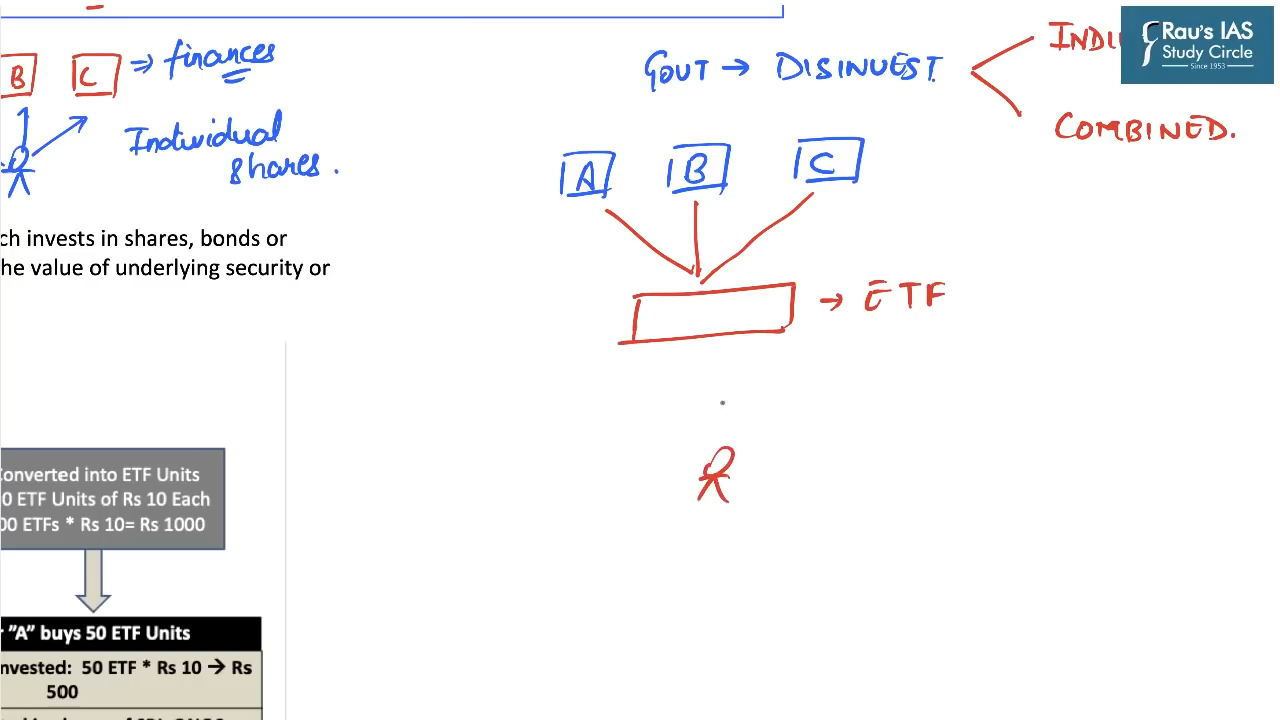 B C ⇒ finances
Individual
shares.
ch invests in shares, bonds or
he value of underlying security or
Converted into ETF Units
0 ETF Units of Rs 10 Each
00 ETFs * Rs 10= Rs 1000
"A" buys 50 ETF Units
nvested: 50 ETF * Rs 10 → Rs
500
GOVT → DISINVEST
INDI
COMBINED.
A B C
→ ETF
Rau's IAS
Study Circle
Since 1953